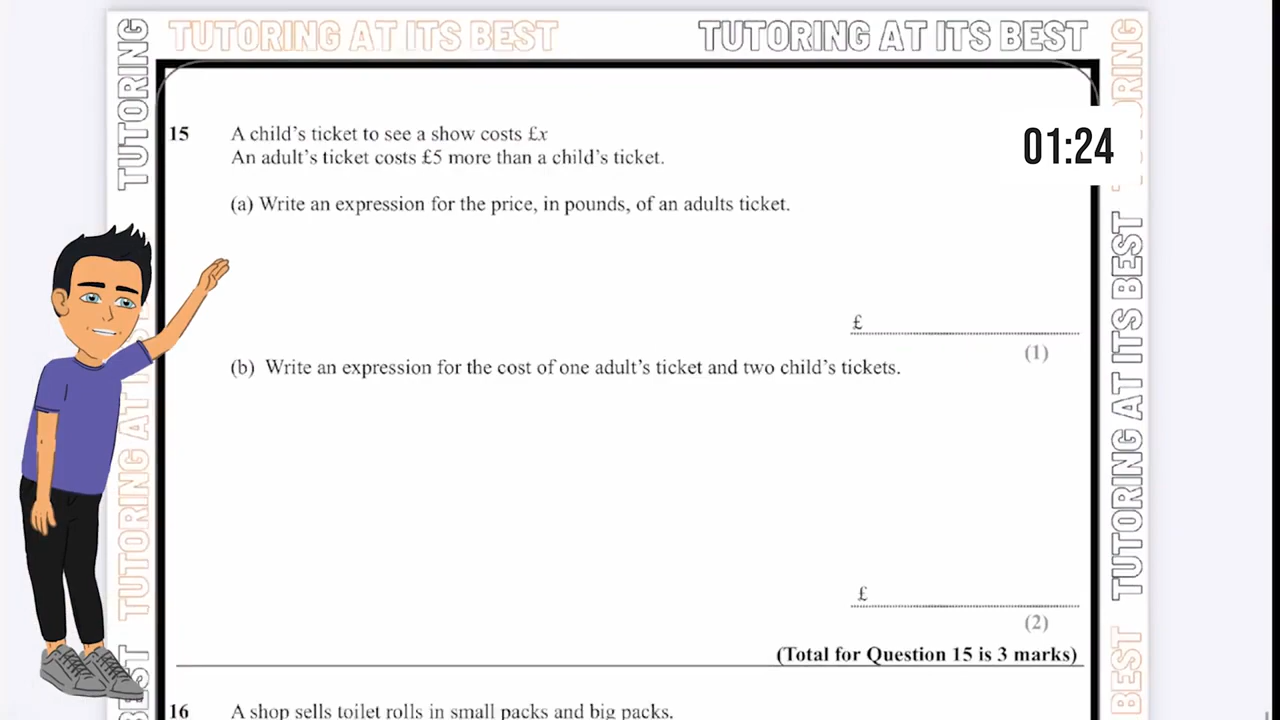 TUTORING AT ITS BEST
TUTORING AT ITS BEST
TUTORING
TUTORING AT ITS BEST
BEST
RING
TUTORING AT ITS BEST
BEST
01:24
15 A child's ticket to see a show costs £x
An adult's ticket costs £5 more than a child's ticket.
(a) Write an expression for the price, in pounds, of an adults ticket.
£
(1)
(b) Write an expression for the cost of one adult's ticket and two child's tickets.
£
(2)
(Total for Question 15 is 3 marks)
16 A shop sells toilet rolls in small packs and big packs.